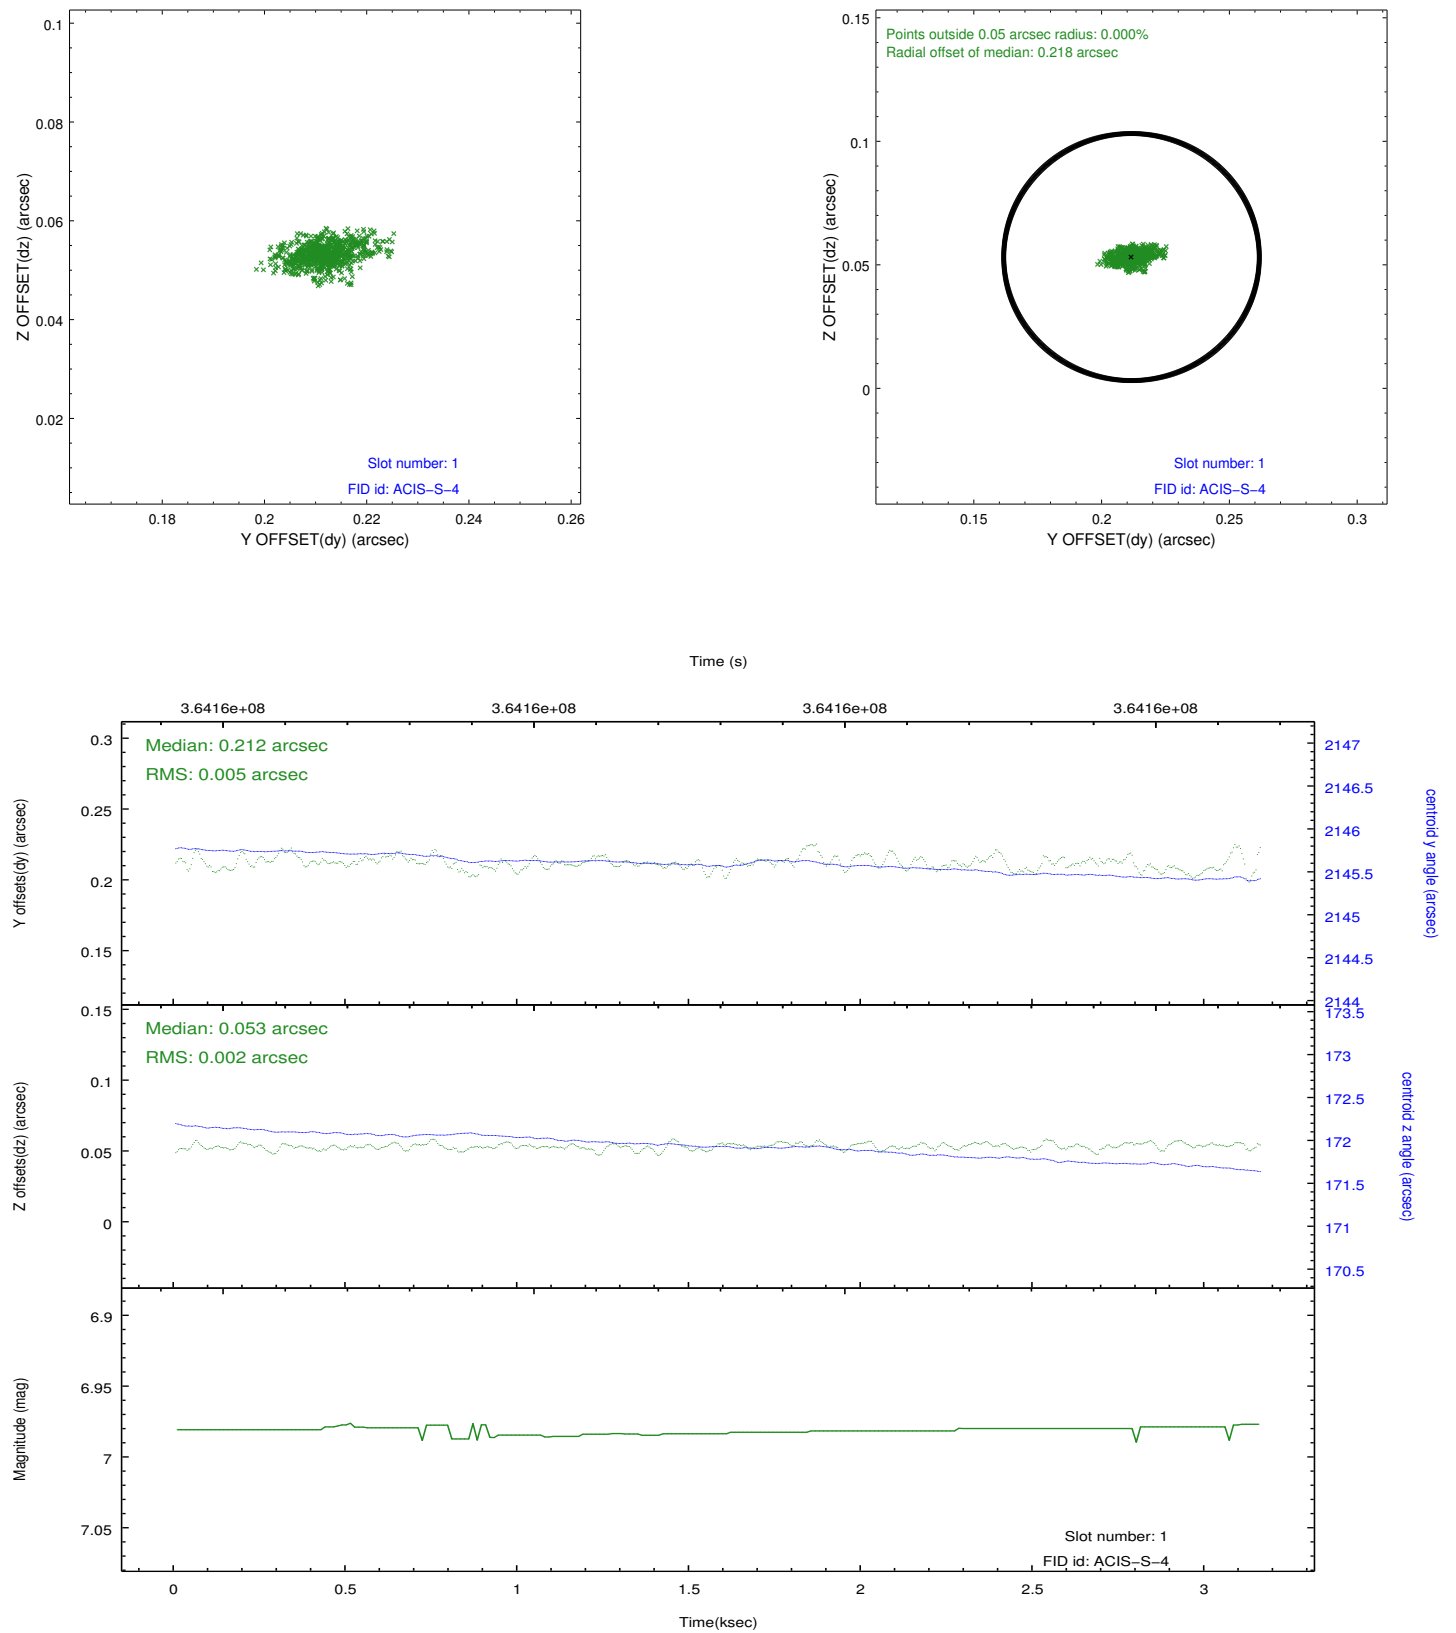 0.1
0.08
0.06
0.04
0.02
Z OFFSET(dz) (arcsec)
Slot number: 1
FID id: ACIS−S−4
0.18 0.2 0.22 0.24 0.26
Y OFFSET(dy) (arcsec)
0.15
0.1
0.05
0
Z OFFSET(dz) (arcsec)
Points outside 0.05 arcsec radius: 0.000%
Radial offset of median: 0.218 arcsec
Slot number: 1
FID id: ACIS−S−4
0.15 0.2 0.25 0.3
Y OFFSET(dy) (arcsec)
Time (s)
3.6416e+08 3.6416e+08 3.6416e+08 3.6416e+08
0.3
0.25
0.2
0.15
Y offsets(dy) (arcsec)
Median: 0.212 arcsec
RMS: 0.005 arcsec
2147
2146.5
2146
2145.5
2145
2144.5
2144
centroid y angle (arcsec)
0.15
0.1
0.05
0
Z offsets(dz) (arcsec)
Median: 0.053 arcsec
RMS: 0.002 arcsec
173.5
173
172.5
172
171.5
171
170.5
centroid z angle (arcsec)
6.9
6.95
7
7.05
Magnitude (mag)
Slot number: 1
FID id: ACIS−S−4
0 0.5 1 1.5 2 2.5 3
Time(ksec)